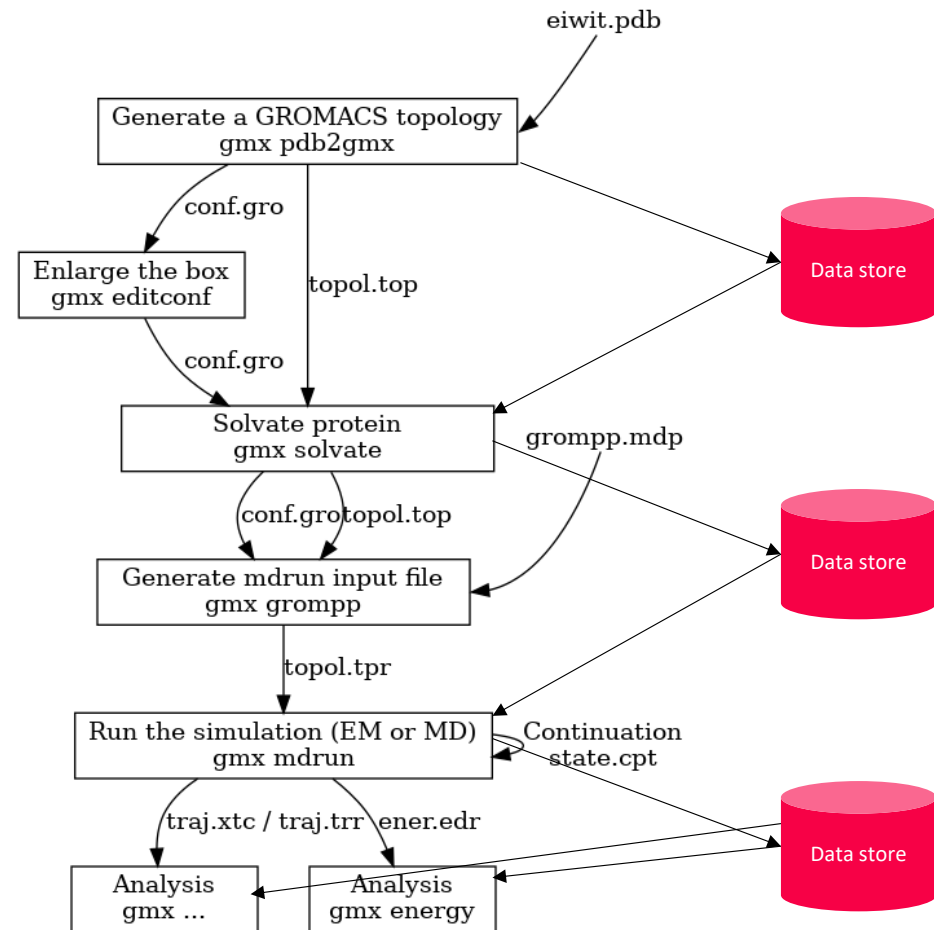 eiwit.pdb
Generate a GROMACS topology
gmx pdb2gmx
conf.gro
Data store
Enlarge the box
gmx editconf
topol.top
conf.gro
Solvate protein
gmx solvate
grompp.mdp
conf.gro
topol.top
Data store
Generate mdrun input file
gmx grompp
topol.tpr
Run the simulation (EM or MD)
gmx mdrun
Continuation
state.cpt
traj.xtc / traj.trr
ener.edr
Data store
Analysis
gmx ...
Analysis
gmx energy